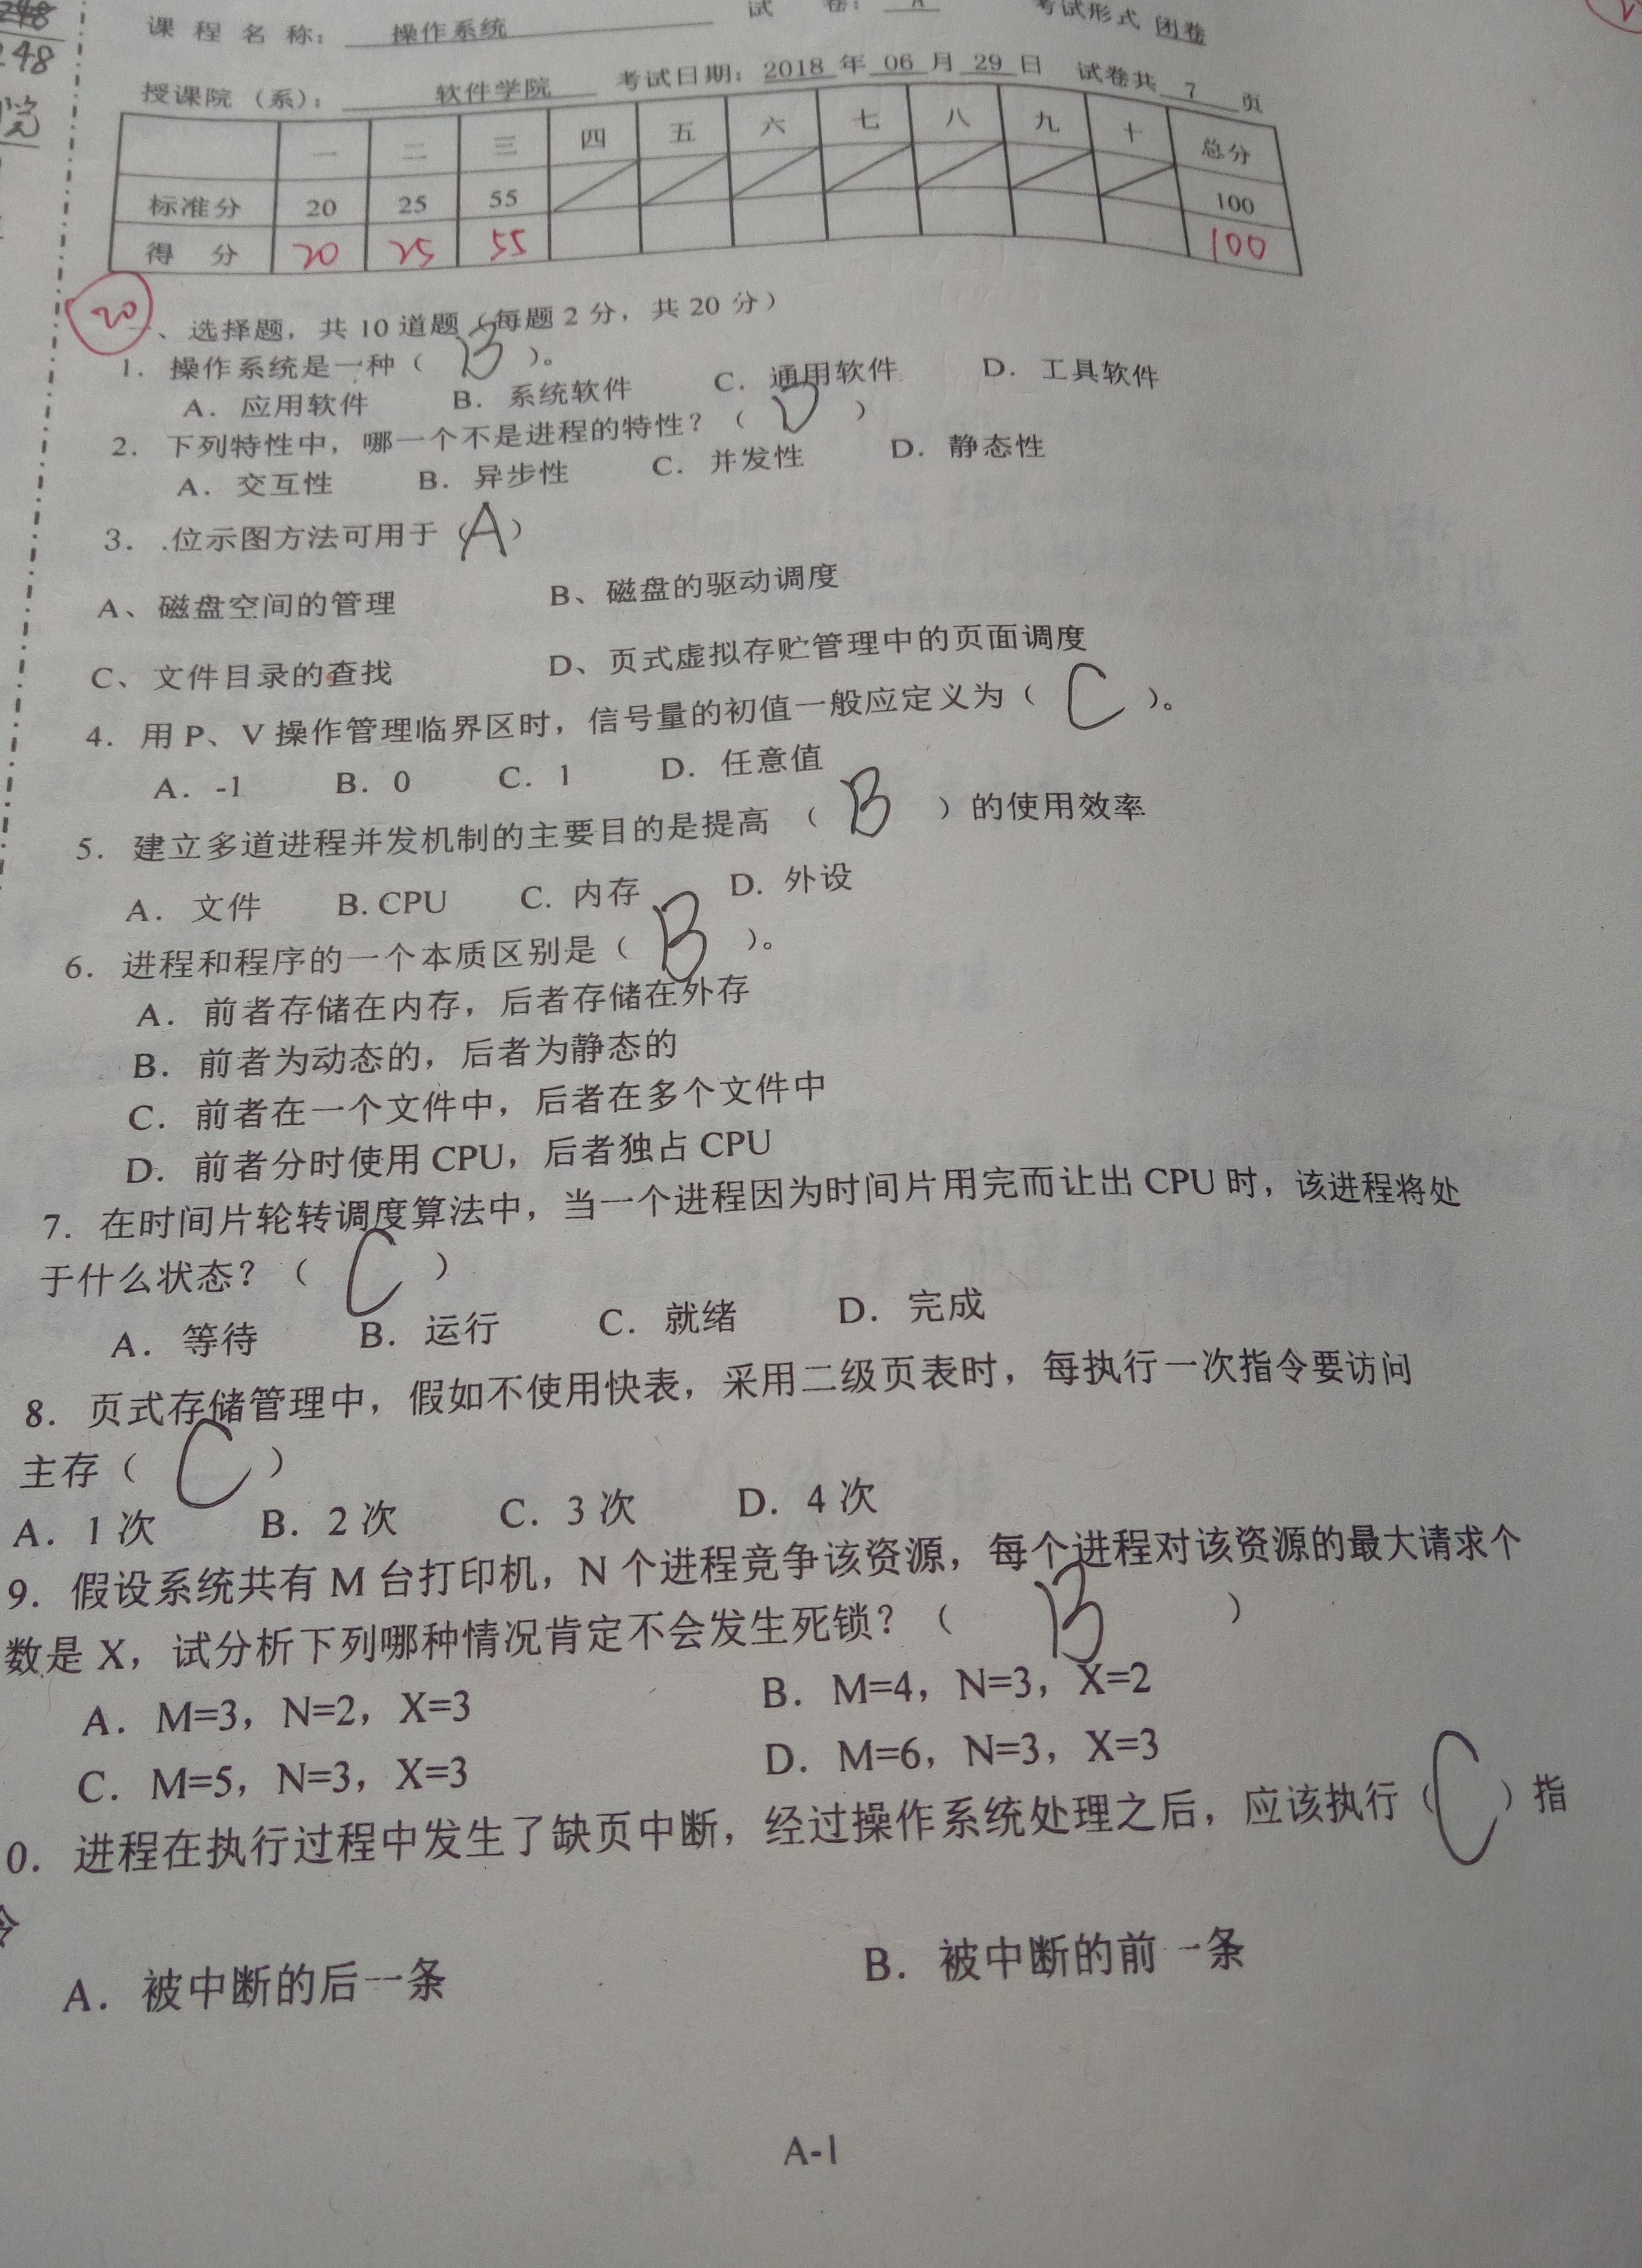 248
248
院
课 程 名 称： 操作系统 试 卷： A 考试形式 闭卷
授课院（系）： 软件学院 考试日期：2018 年 06 月 29 日 试卷共 7 页
一 二 三 四 五 六 七 八 九 十 总分
标准分 20 25 55 100
得 分 20 25 55 100
20
、选择题，共 10 道题（每题 2 分，共 20 分）
1. 操作系统是一种（ B ）。
A. 应用软件 B. 系统软件 C. 通用软件 D. 工具软件
2. 下列特性中，哪一个不是进程的特性？（ D ）
A. 交互性 B. 异步性 C. 并发性 D. 静态性
3. .位示图方法可用于（A）
A、磁盘空间的管理 B、磁盘的驱动调度
C、文件目录的查找 D、页式虚拟存贮管理中的页面调度
4. 用 P、V 操作管理临界区时，信号量的初值一般应定义为（ C ）。
A. -1 B. 0 C. 1 D. 任意值
5. 建立多道进程并发机制的主要目的是提高 （ B ）的使用效率
A. 文件 B. CPU C. 内存 D. 外设
6. 进程和程序的一个本质区别是（ B ）。
A. 前者存储在内存，后者存储在外存
B. 前者为动态的，后者为静态的
C. 前者在一个文件中，后者在多个文件中
D. 前者分时使用 CPU，后者独占 CPU
7. 在时间片轮转调度算法中，当一个进程因为时间片用完而让出 CPU 时，该进程将处
于什么状态？（ C ）
A. 等待 B. 运行 C. 就绪 D. 完成
8. 页式存储管理中，假如不使用快表，采用二级页表时，每执行一次指令要访问
主存（ C ）
A. 1 次 B. 2 次 C. 3 次 D. 4 次
9. 假设系统共有 M 台打印机，N 个进程竞争该资源，每个进程对该资源的最大请求个
数是 X，试分析下列哪种情况肯定不会发生死锁？（ B ）
A. M=3，N=2，X=3 B. M=4，N=3，X=2
C. M=5，N=3，X=3 D. M=6，N=3，X=3
0. 进程在执行过程中发生了缺页中断，经过操作系统处理之后，应该执行（ C ）指
令
A. 被中断的后一条 B. 被中断的前一条
A-1